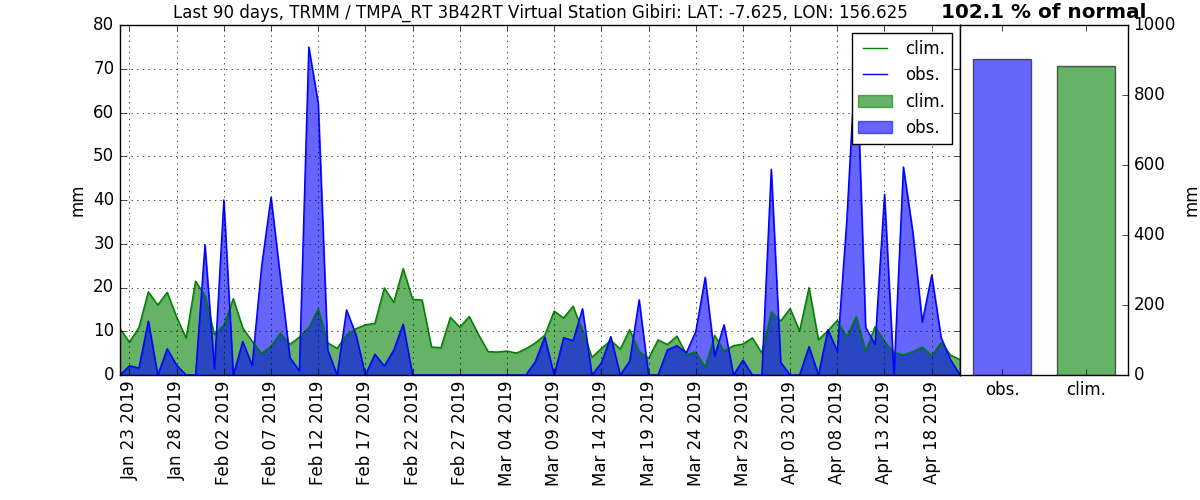 Last 90 days, TRMM / TMPA_RT 3B42RT Virtual Station Gibiri: LAT: -7.625, LON: 156.625
102.1 % of normal
80
70
60
50
40
30
20
10
0
mm
clim.
obs.
clim.
obs.
1000
800
600
400
200
0
mm
obs.
clim.
Jan 23 2019
Jan 28 2019
Feb 02 2019
Feb 07 2019
Feb 12 2019
Feb 17 2019
Feb 22 2019
Feb 27 2019
Mar 04 2019
Mar 09 2019
Mar 14 2019
Mar 19 2019
Mar 24 2019
Mar 29 2019
Apr 03 2019
Apr 08 2019
Apr 13 2019
Apr 18 2019